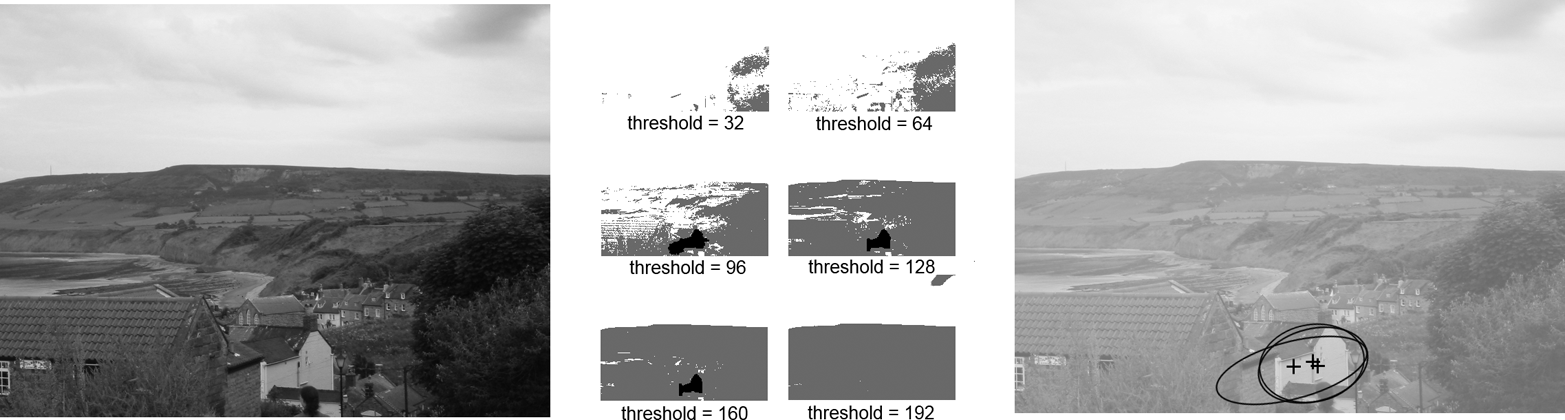 threshold = 32
threshold = 64
threshold = 96
threshold = 128
threshold = 160
threshold = 192